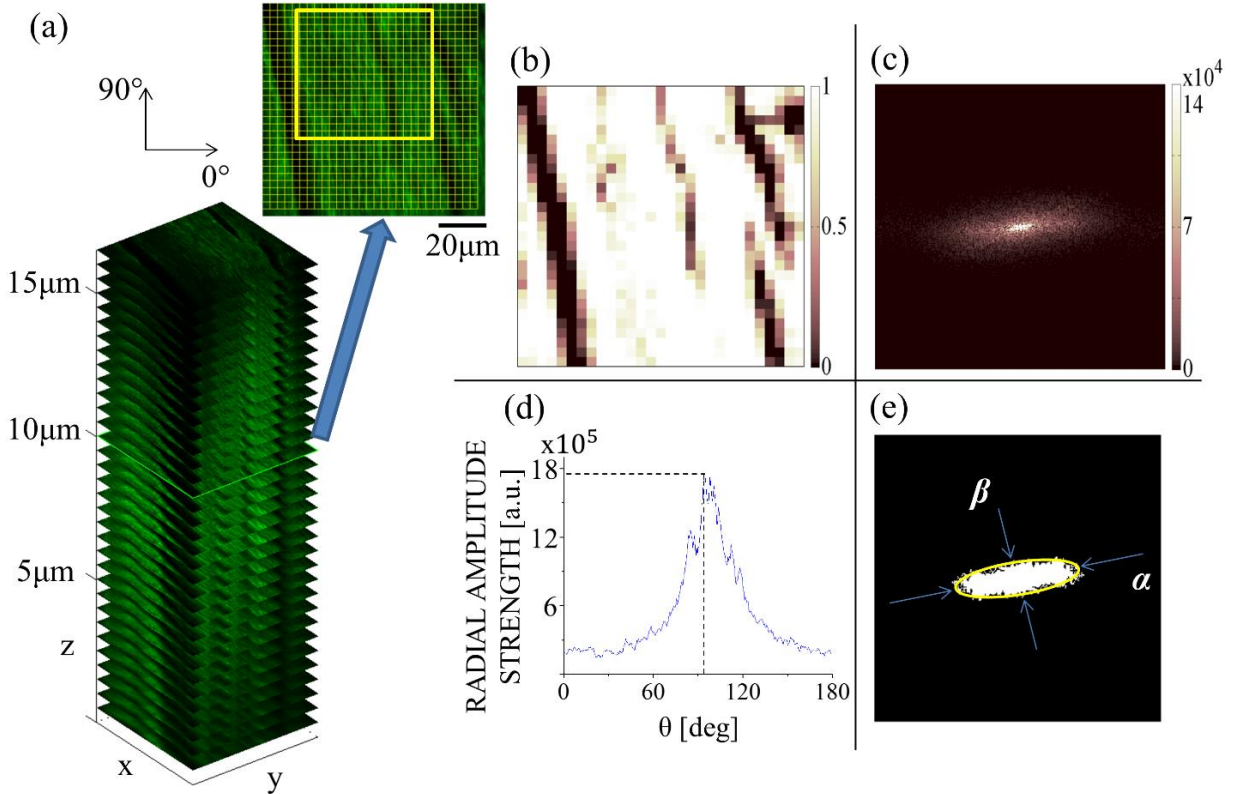 (a)
90°
0°
20μm
15μm
10μm
5μm
z
x
y
(b)
1
0.5
0
(c)
x10⁴
14
7
0
(d)
x10⁵
18
12
6
RADIAL AMPLITUDE
STRENGTH [a.u.]
0
60
120
180
θ [deg]
(e)
β
α